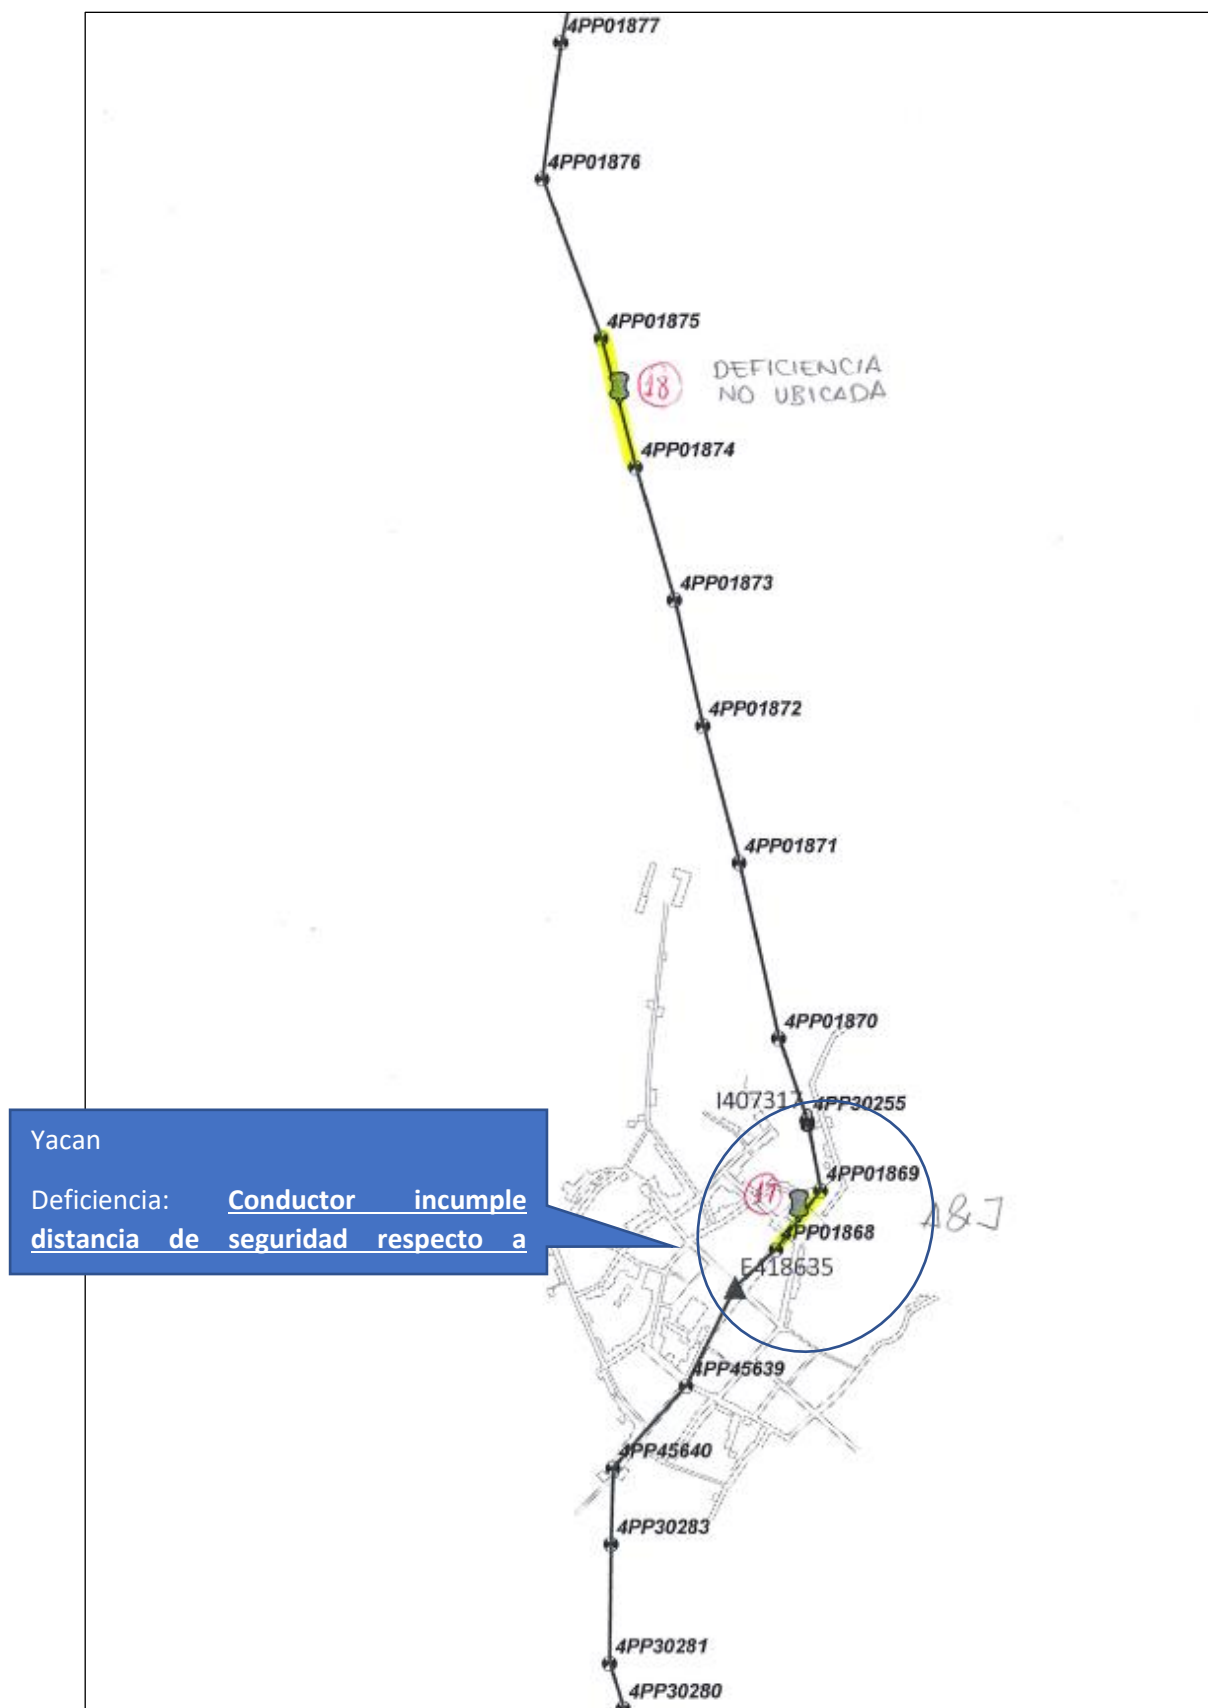 4PP01877
4PP01876
4PP01875
18
DEFICIENCIA
NO UBICADA
4PP01874
4PP01873
4PP01872
4PP01871
4PP01870
I407317
4PP30255
4PP01869
17
A&J
4PP01868
E418635
Yacan
Deficiencia: Conductor incumple
distancia de seguridad respecto a
4PP45639
4PP45640
4PP30283
4PP30281
4PP30280